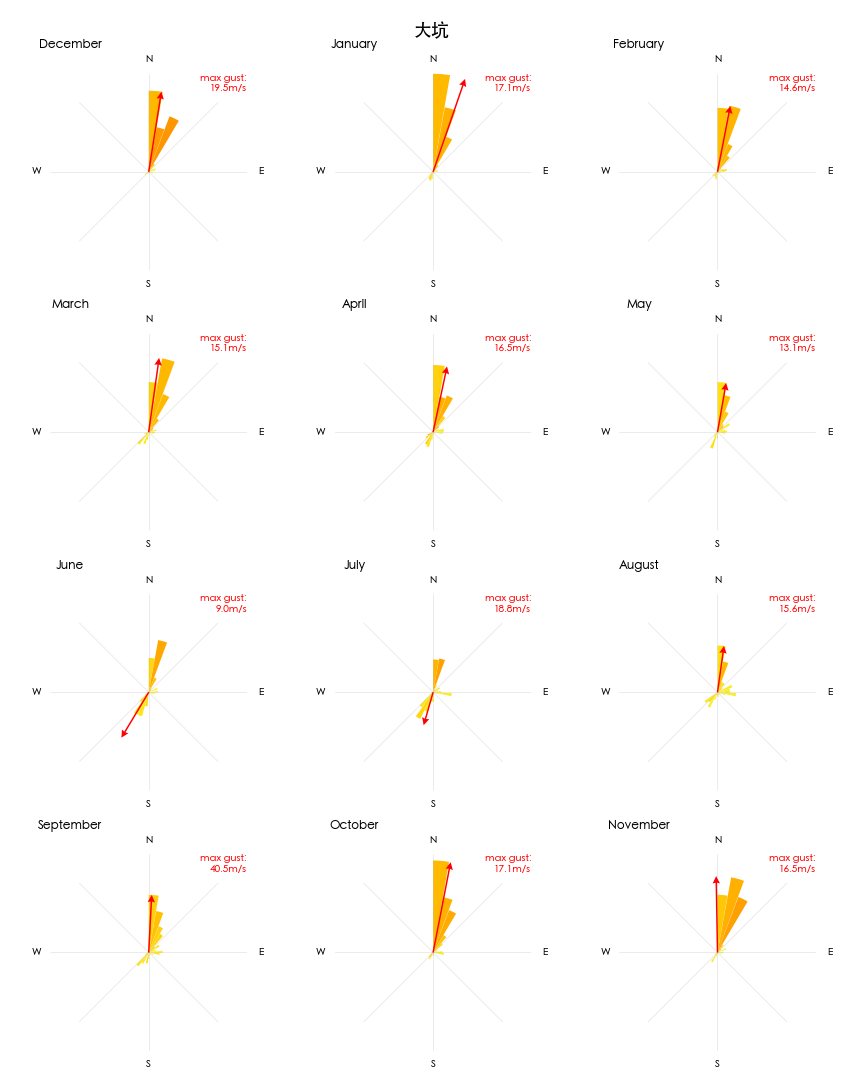 大坑
December
N
max gust:
19.5m/s
W
E
S
January
N
max gust:
17.1m/s
W
E
S
February
N
max gust:
14.6m/s
W
E
S
March
N
max gust:
15.1m/s
W
E
S
April
N
max gust:
16.5m/s
W
E
S
May
N
max gust:
13.1m/s
W
E
S
June
N
max gust:
9.0m/s
W
E
S
July
N
max gust:
18.8m/s
W
E
S
August
N
max gust:
15.6m/s
W
E
S
September
N
max gust:
40.5m/s
W
E
S
October
N
max gust:
17.1m/s
W
E
S
November
N
max gust:
16.5m/s
W
E
S